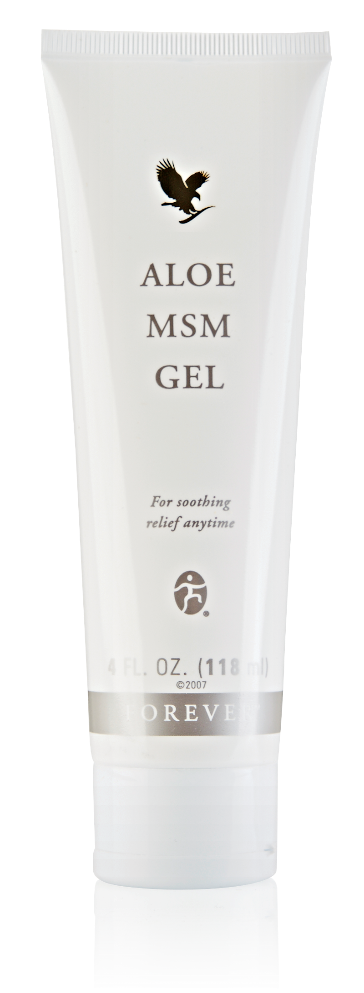 ALOE
MSM
GEL
For soothing
relief anytime
®
4 FL. OZ. (118 ml)
©2007
FOREVER